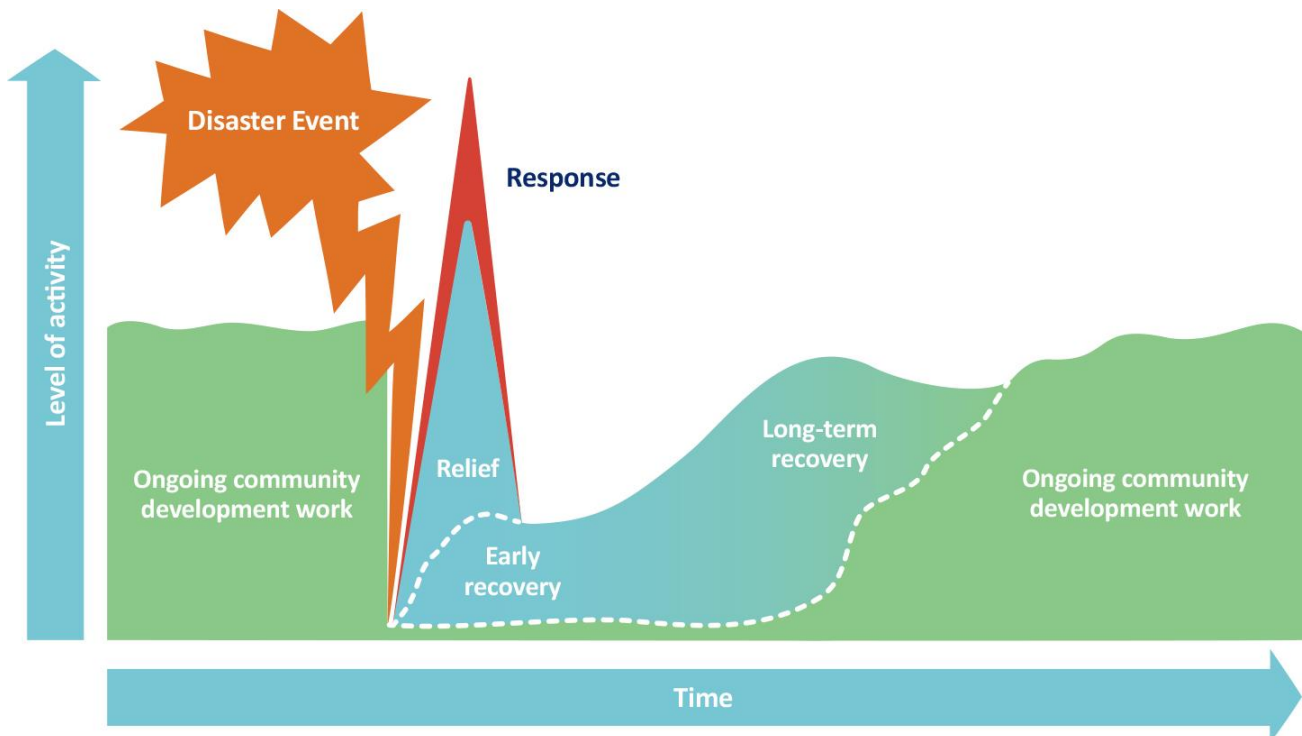 Disaster Event
Response
Level of activity
Relief
Long-term
recovery
Ongoing community
development work
Ongoing community
development work
Early
recovery
Time